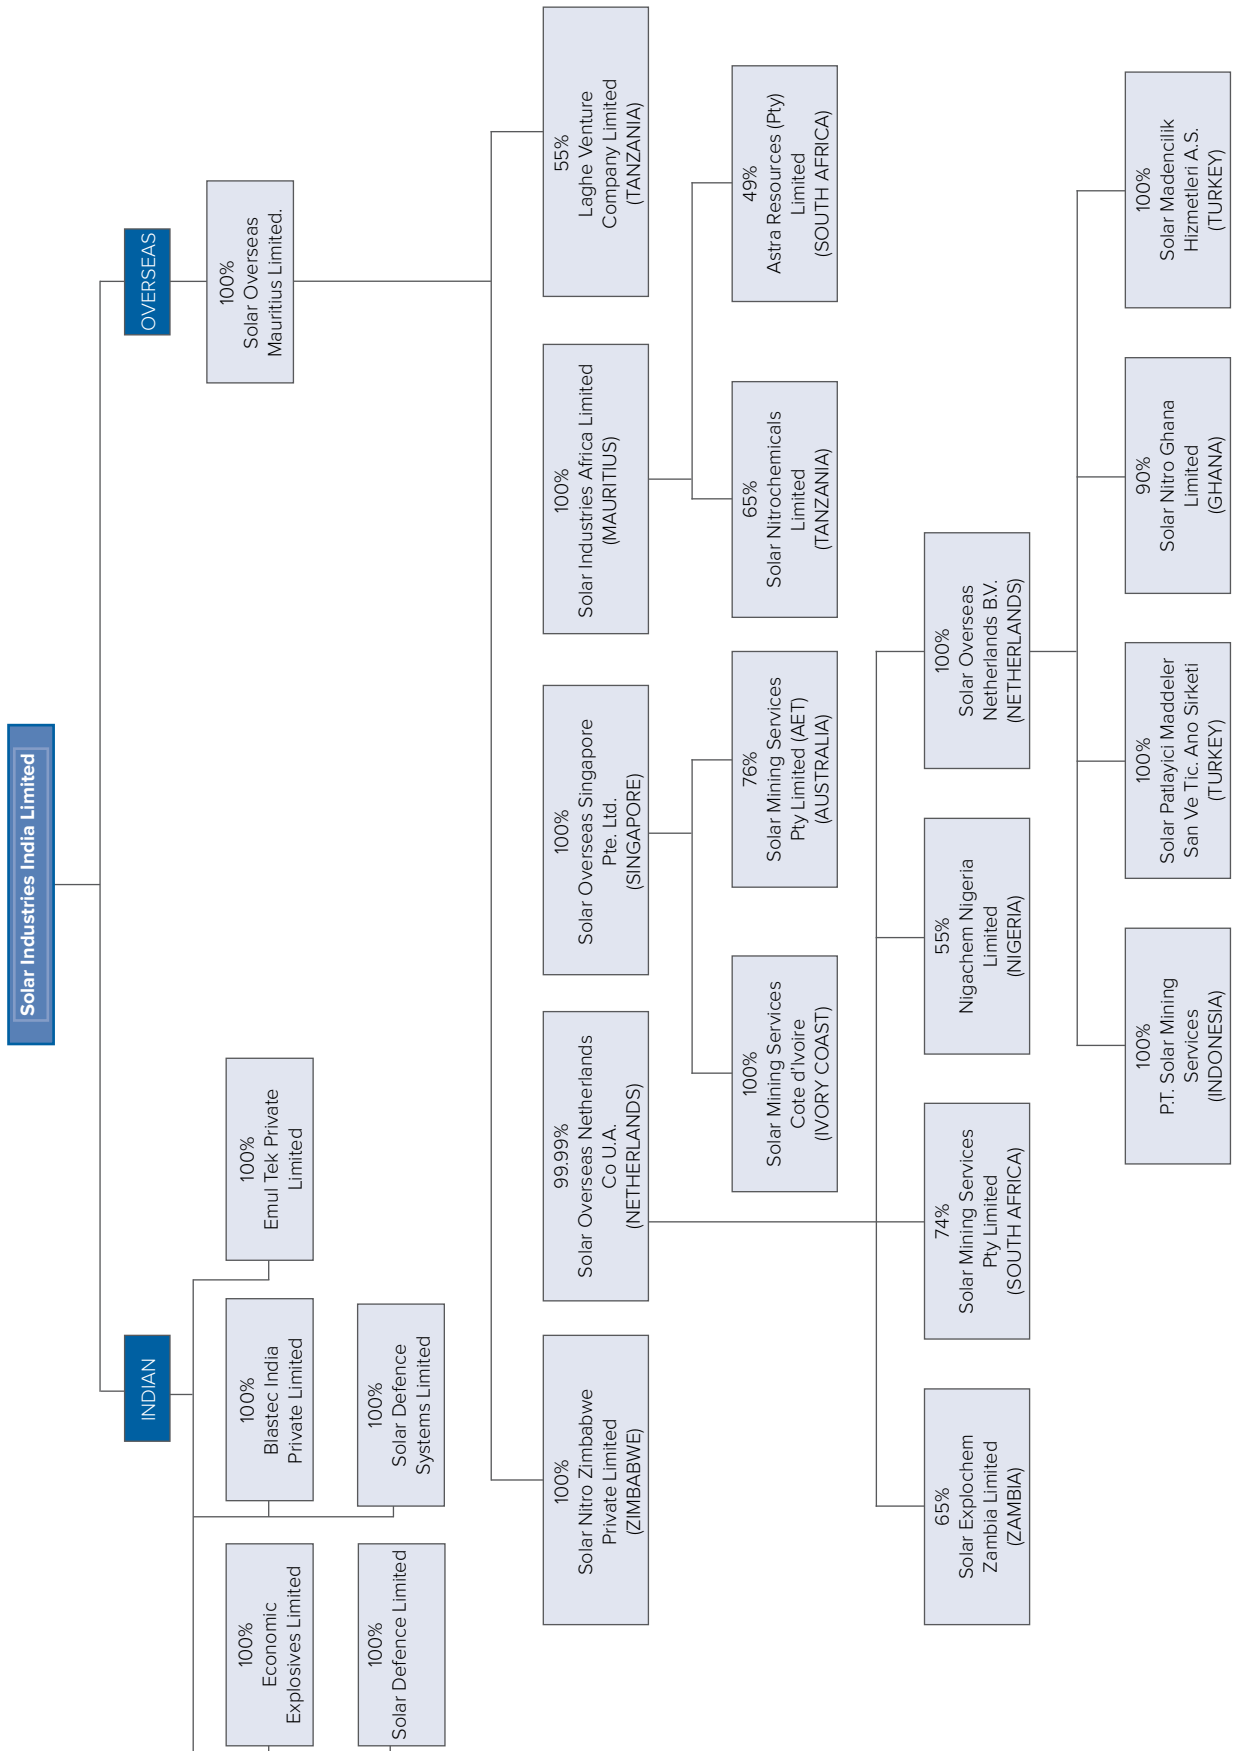 Solar Industries India Limited
INDIAN
OVERSEAS
100%
Economic
Explosives Limited
100%
Blastec India
Private Limited
100%
Emul Tek Private
Limited
100%
Solar Defence Limited
100%
Solar Defence
Systems Limited
100%
Solar Overseas
Mauritius Limited.
100%
Solar Nitro Zimbabwe
Private Limited
(ZIMBABWE)
99.99%
Solar Overseas Netherlands
Co U.A.
(NETHERLANDS)
100%
Solar Overseas Singapore
Pte. Ltd.
(SINGAPORE)
100%
Solar Industries Africa Limited
(MAURITIUS)
55%
Laghe Venture
Company Limited
(TANZANIA)
100%
Solar Mining Services
Cote d'Ivoire
(IVORY COAST)
76%
Solar Mining Services
Pty Limited (AET)
(AUSTRALIA)
65%
Solar Nitrochemicals
Limited
(TANZANIA)
49%
Astra Resources (Pty)
Limited
(SOUTH AFRICA)
65%
Solar Explochem
Zambia Limited
(ZAMBIA)
74%
Solar Mining Services
Pty Limited
(SOUTH AFRICA)
55%
Nigachem Nigeria
Limited
(NIGERIA)
100%
Solar Overseas
Netherlands B.V.
(NETHERLANDS)
100%
P.T. Solar Mining
Services
(INDONESIA)
100%
Solar Patlayici Maddeler
San Ve Tic. Ano Sirketi
(TURKEY)
90%
Solar Nitro Ghana
Limited
(GHANA)
100%
Solar Madencilik
Hizmetleri A.S.
(TURKEY)